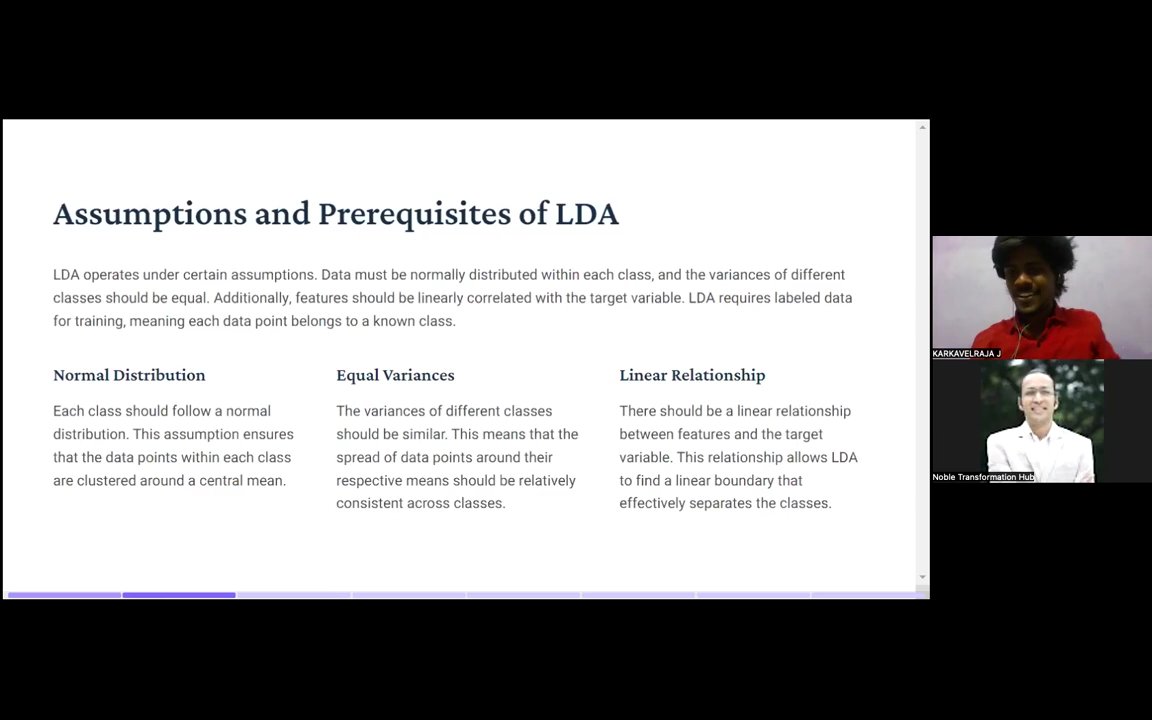 Assumptions and Prerequisites of LDA
LDA operates under certain assumptions. Data must be normally distributed within each class, and the variances of different
classes should be equal. Additionally, features should be linearly correlated with the target variable. LDA requires labeled data
for training, meaning each data point belongs to a known class.
Normal Distribution
Each class should follow a normal
distribution. This assumption ensures
that the data points within each class
are clustered around a central mean.
Equal Variances
The variances of different classes
should be similar. This means that the
spread of data points around their
respective means should be relatively
consistent across classes.
Linear Relationship
There should be a linear relationship
between features and the target
variable. This relationship allows LDA
to find a linear boundary that
effectively separates the classes.
KARKAVELRAJA J
Noble Transformation Hub